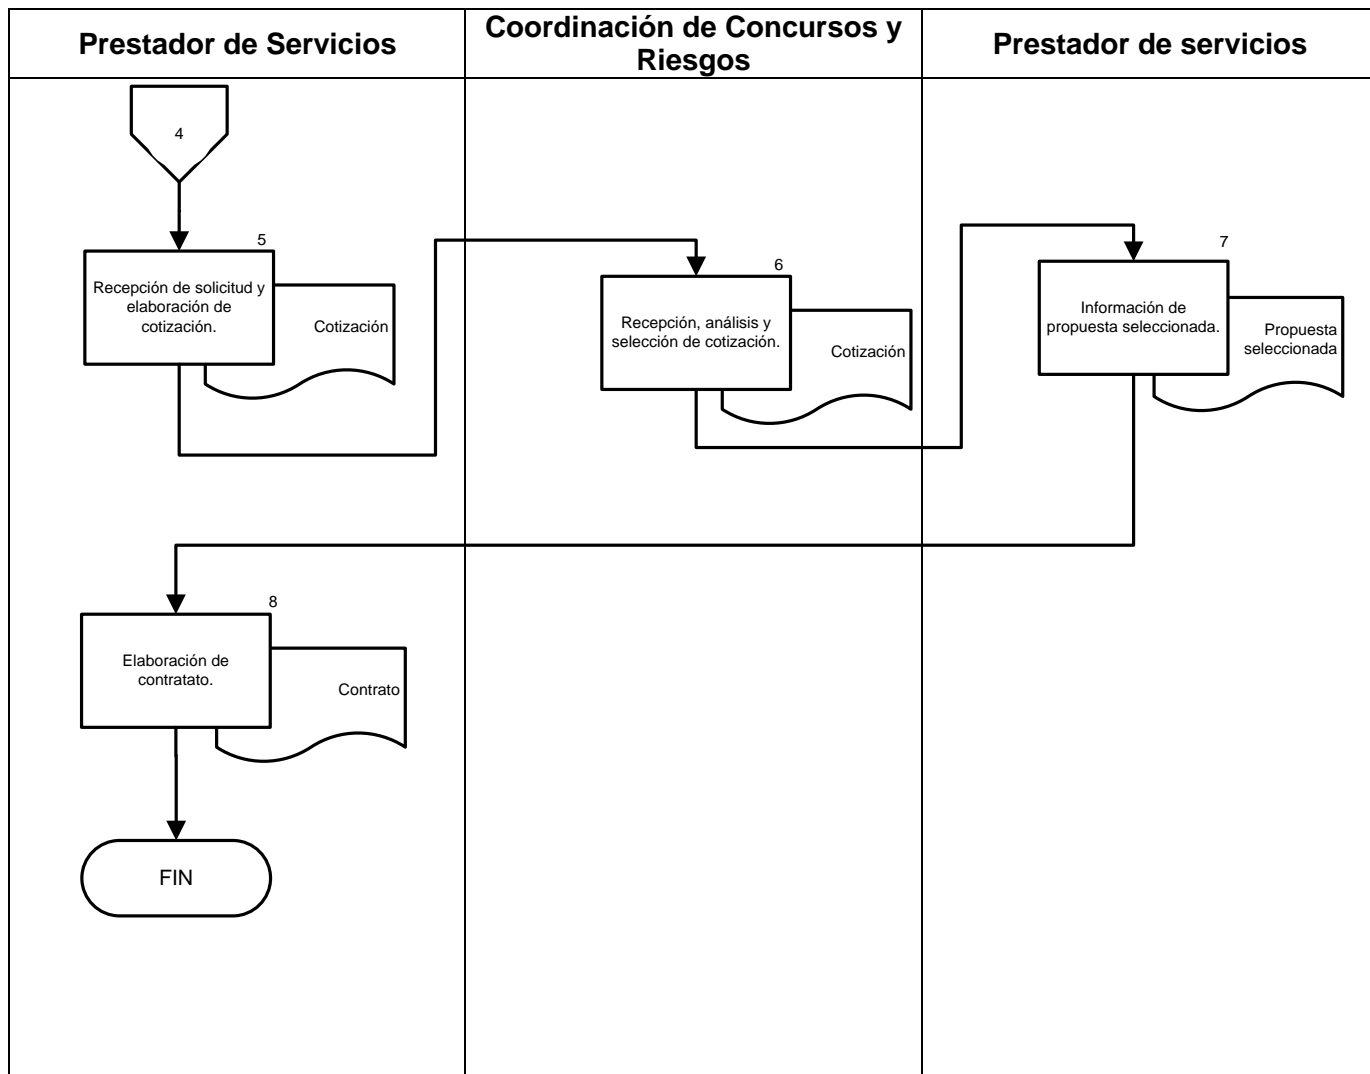 Prestador de Servicios
Coordinación de Concursos y
Riesgos
Prestador de servicios
4
5
Recepción de solicitud y
elaboración de
cotización.
Cotización
6
Recepción, análisis y
selección de cotización.
Cotización
7
Información de
propuesta seleccionada.
Propuesta
seleccionada
8
Elaboración de
contratato.
Contrato
FIN